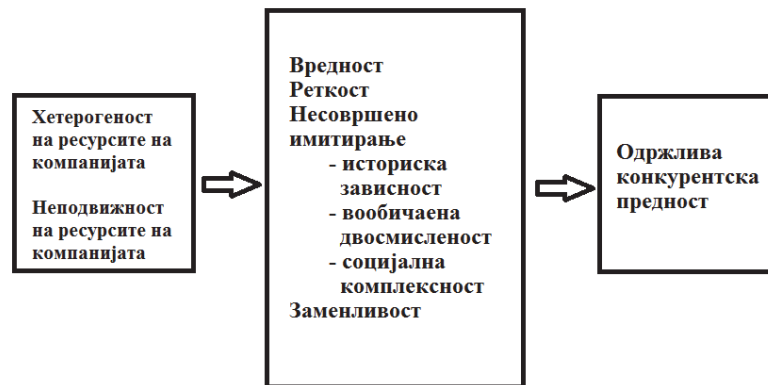 Хетерогеност
на ресурсите на
компанијата
Неподвижност
на ресурсите на
компанијата
Вредност
Реткост
Несовршено
имитирање
- историска
зависност
- вообичаена
двосмисленост
- социјална
комплексност
Заменливост
Одржлива
конкурентска
предност